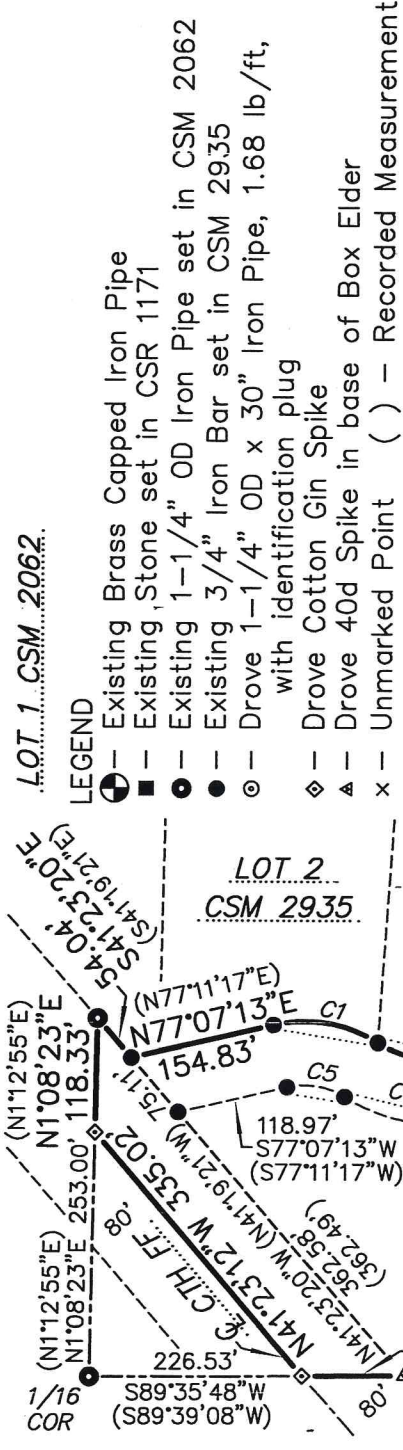 LOT 1 CSM 2062
LEGEND
— Existing Brass Capped Iron Pipe
— Existing Stone set in CSR 1171
— Existing 1–1/4" OD Iron Pipe set in CSM 2062
— Existing 3/4" Iron Bar set in CSM 2935
— Drove 1–1/4" OD x 30" Iron Pipe, 1.68 lb/ft,
with identification plug
— Drove Cotton Gin Spike
— Drove 40d Spike in base of Box Elder
x — Unmarked Point ( ) — Recorded Measurement
1/16
COR
(N1°12'55"E)
N1°08'23"E 253.00'
(N1°12'55"E)
N1°08'23"E
118.33'
54.04'
S41°23'20"E
(S41°19'21"E)
(N77°11'17"E)
N77°07'13"E
154.83'
75.11'
LOT 2
CSM 2935
C1
C5
118.97'
S77°07'13"W
(S77°11'17"W)
N41°23'20"W (N41°19'21"W)
362.58'
(362.49')
N41°23'12"W 335.02'
℄ CTH FF 80'
226.53'
S89°35'48"W
(S89°39'08"W)
80'